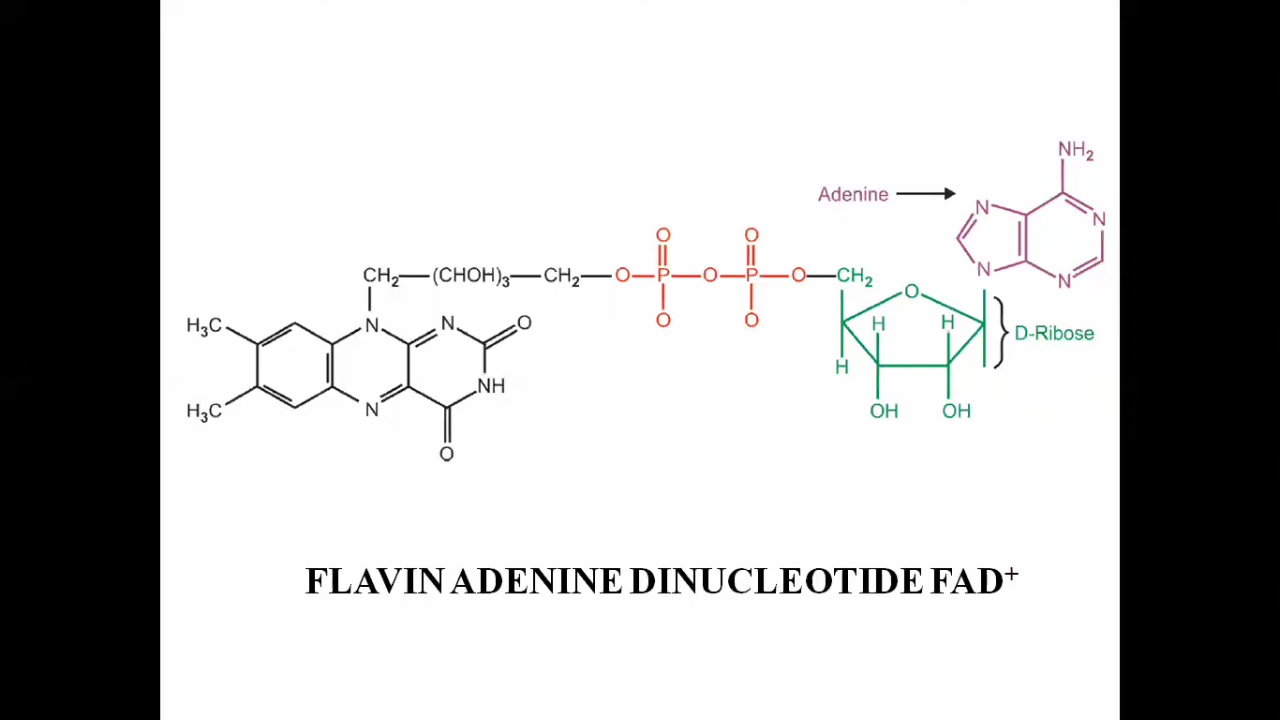 NH₂
Adenine
N
N
N
N
O
O
CH₂—(CHOH)₃—CH₂—O—P—O—P—O—CH₂
O
O
O
H₃C
N
N
O
H
H
D-Ribose
H
NH
H₃C
N
OH
OH
O
FLAVIN ADENINE DINUCLEOTIDE FAD⁺